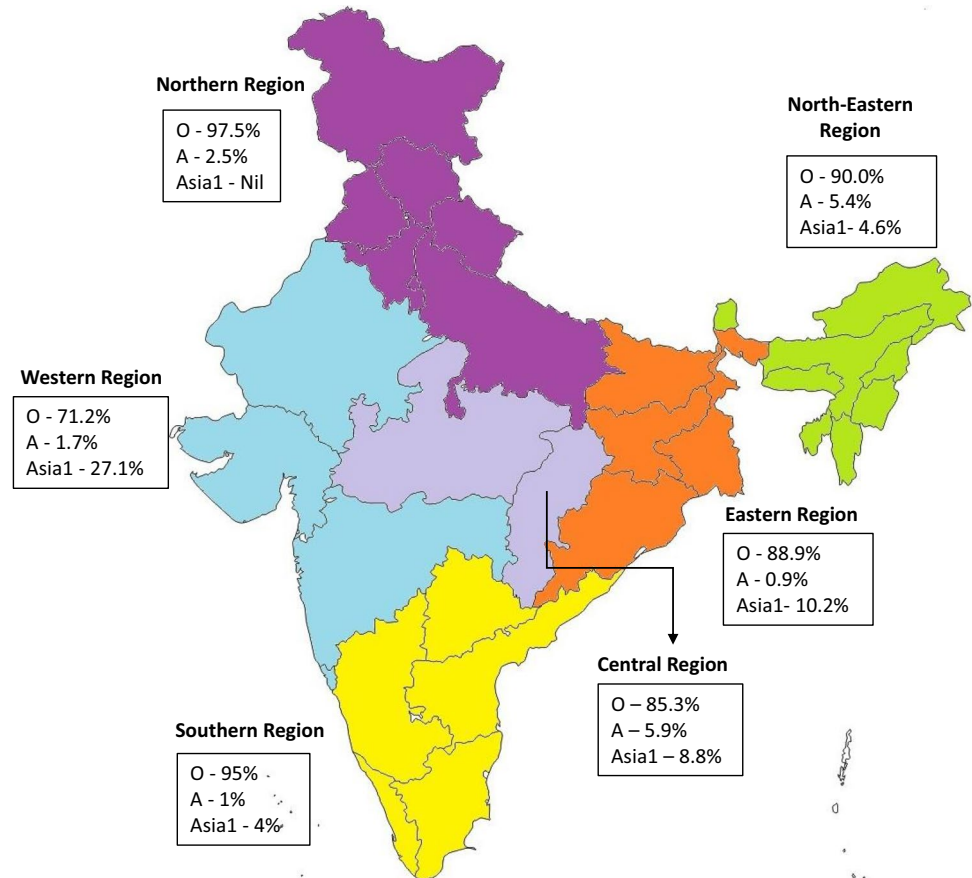 Northern Region
O - 97.5%
A - 2.5%
Asia1 - Nil
North-Eastern
Region
O - 90.0%
A - 5.4%
Asia1- 4.6%
Western Region
O - 71.2%
A - 1.7%
Asia1 - 27.1%
Eastern Region
O - 88.9%
A - 0.9%
Asia1- 10.2%
Central Region
O – 85.3%
A – 5.9%
Asia1 – 8.8%
Southern Region
O - 95%
A - 1%
Asia1 - 4%